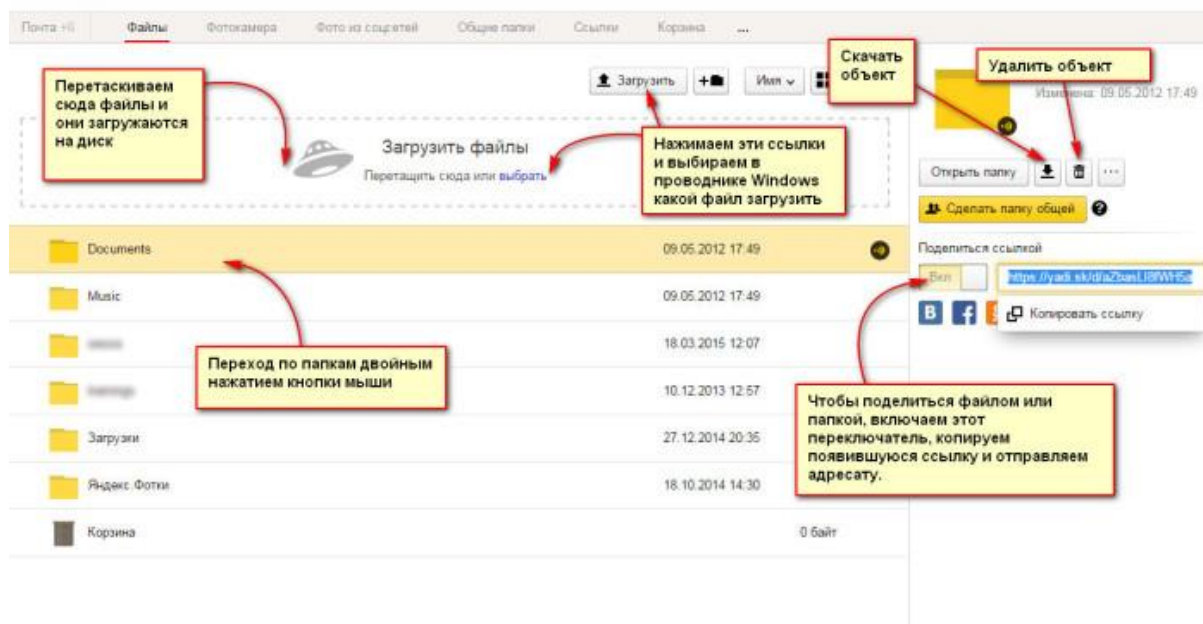 Почта +6 Файлы Фотокамера Фото из соцсетей Общие папки Ссылки Корзина ...
Скачать
объект
Удалить объект
Перетаскиваем
сюда файлы и
они загружаются
на диск
Загрузить
Имя
Изменена: 09.05.2012 17:49
Загрузить файлы
Перетащить сюда или выбрать
Нажимаем эти ссылки
и выбираем в
проводнике Windows
какой файл загрузить
Открыть папку
Сделать папку общей
Поделиться ссылкой
Вкл
Копировать ссылку
Documents 09.05.2012 17:49
Music 09.05.2012 17:49
18.03.2015 12:07
Переход по папкам двойным
нажатием кнопки мыши
10.12.2013 12:57
Чтобы поделиться файлом или
папкой, включаем этот
переключатель, копируем
появившуюся ссылку и отправляем
адресату.
Загрузки 27.12.2014 20:35
Яндекс.Фотки 18.10.2014 14:30
Корзина 0 байт